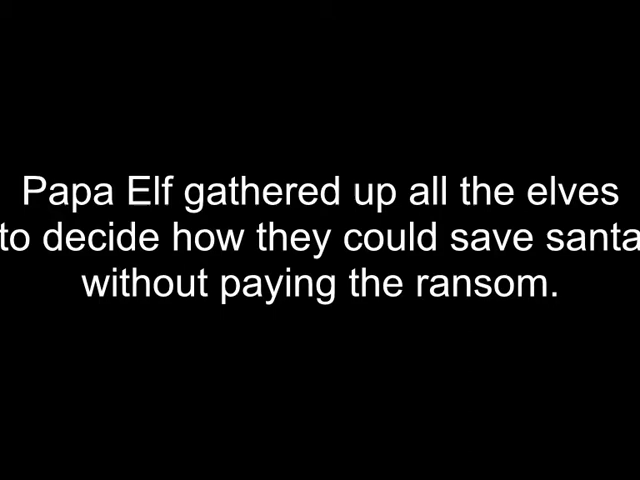 Papa Elf gathered up all the elves
to decide how they could save santa
without paying the ransom.